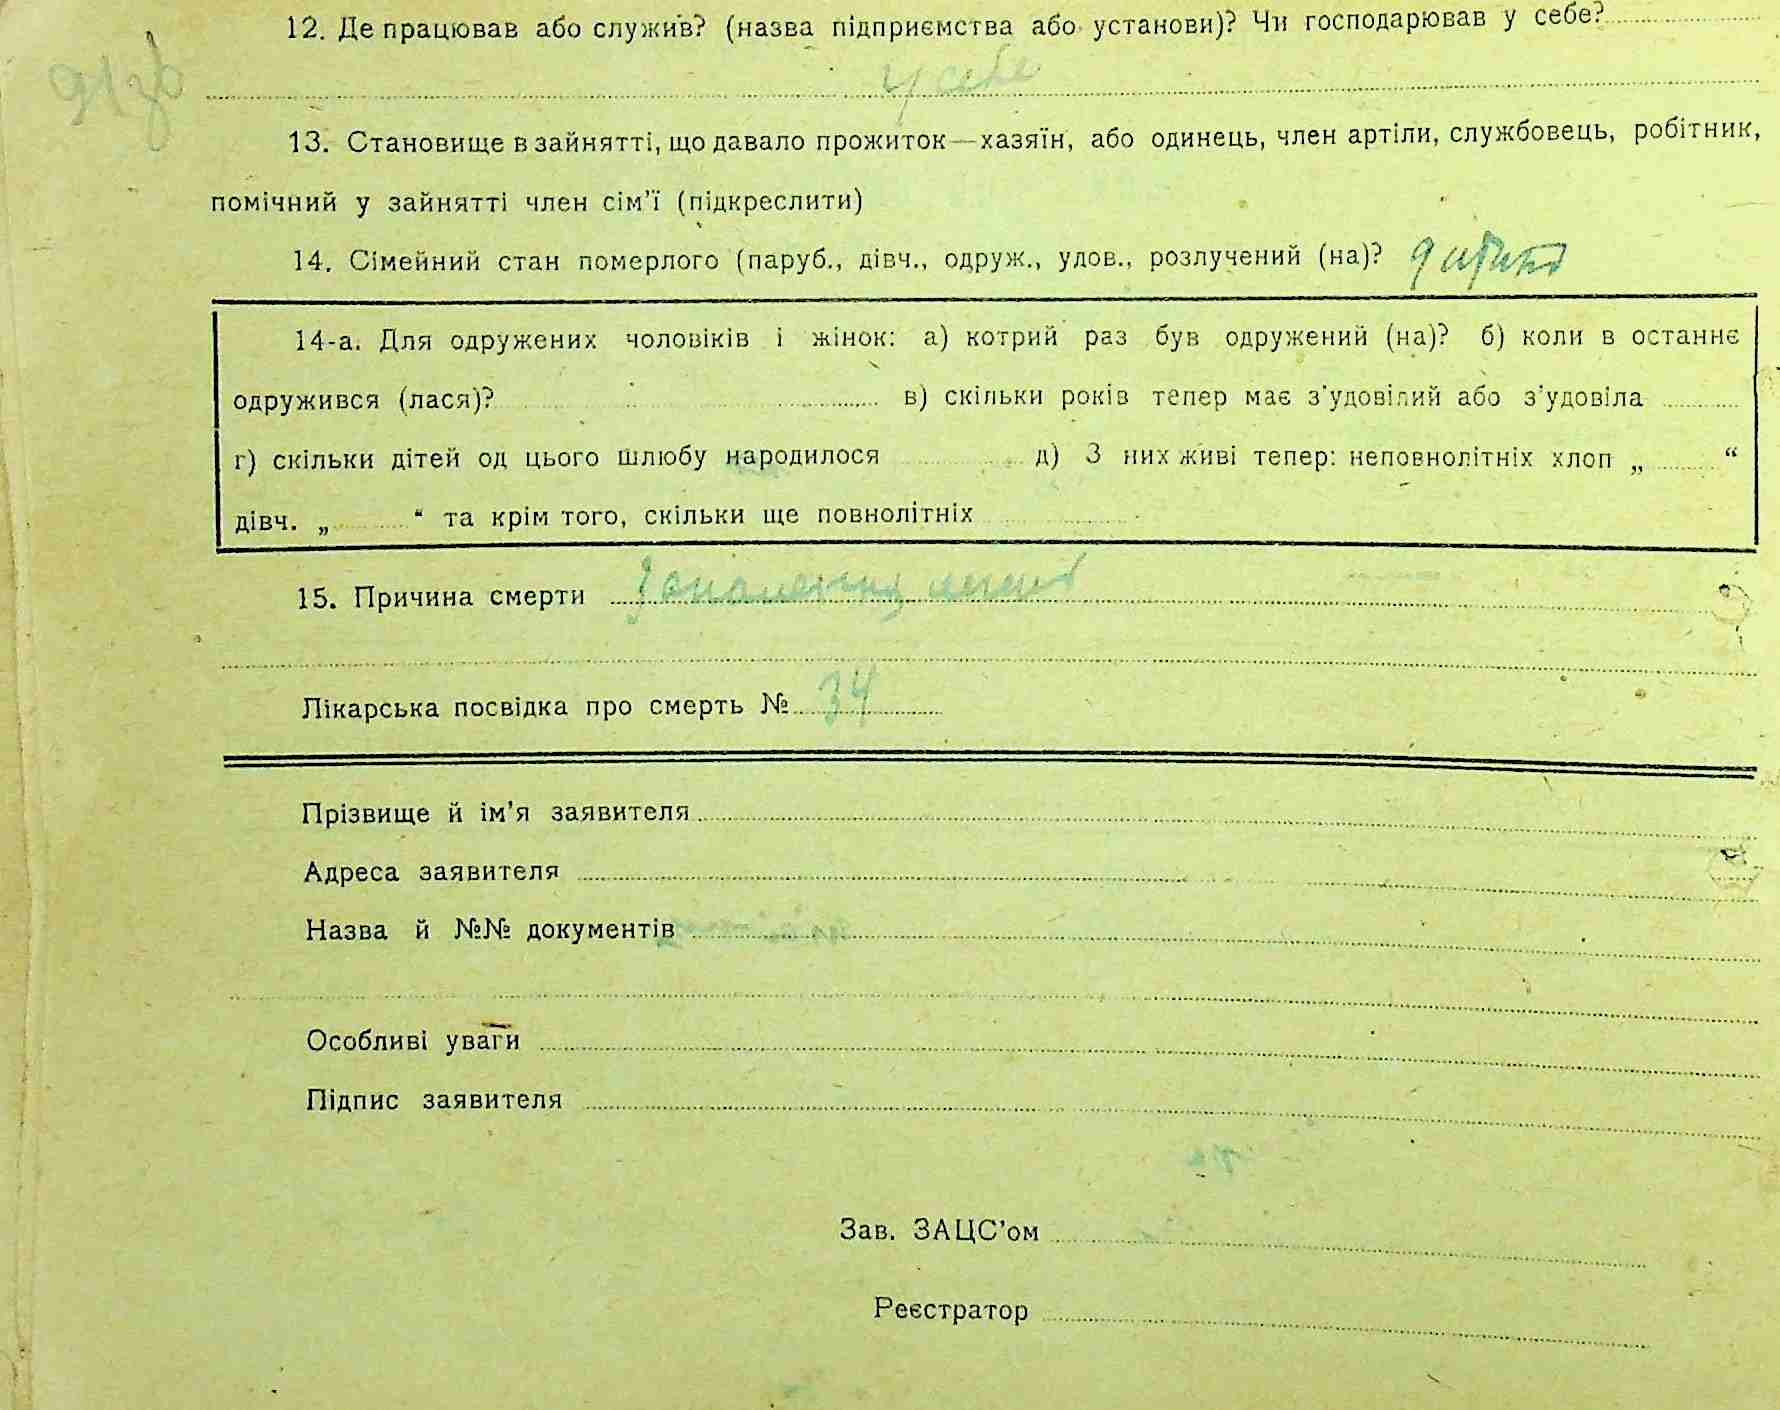 12. Де працював або служив? (назва підприємства або установи)? Чи господарював у себе?
91зв
у себе
13. Становище в зайнятті, що давало прожиток—хазяїн, або одинець, член артіли, службовець, робітник,
помічний у зайнятті член сім'ї (підкреслити)
14. Сімейний стан померлого (паруб., дівч., одруж., удов., розлучений (на)? дитина
14-а. Для одружених чоловіків і жінок: а) котрий раз був одружений (на)? б) коли в останнє
одружився (лася)? в) скільки років тепер має з'удовілий або з'удовіла
г) скільки дітей од цього шлюбу народилося д) З них живі тепер: неповнолітніх хлоп „ “
дівч. „ “ та крім того, скільки ще повнолітніх
15. Причина смерти Запалення легенів
Лікарська посвідка про смерть № 34
Прізвище й ім'я заявителя
Адреса заявителя
Назва й №№ документів
Особливі уваги
Підпис заявителя
Зав. ЗАЦС'ом
Реєстратор